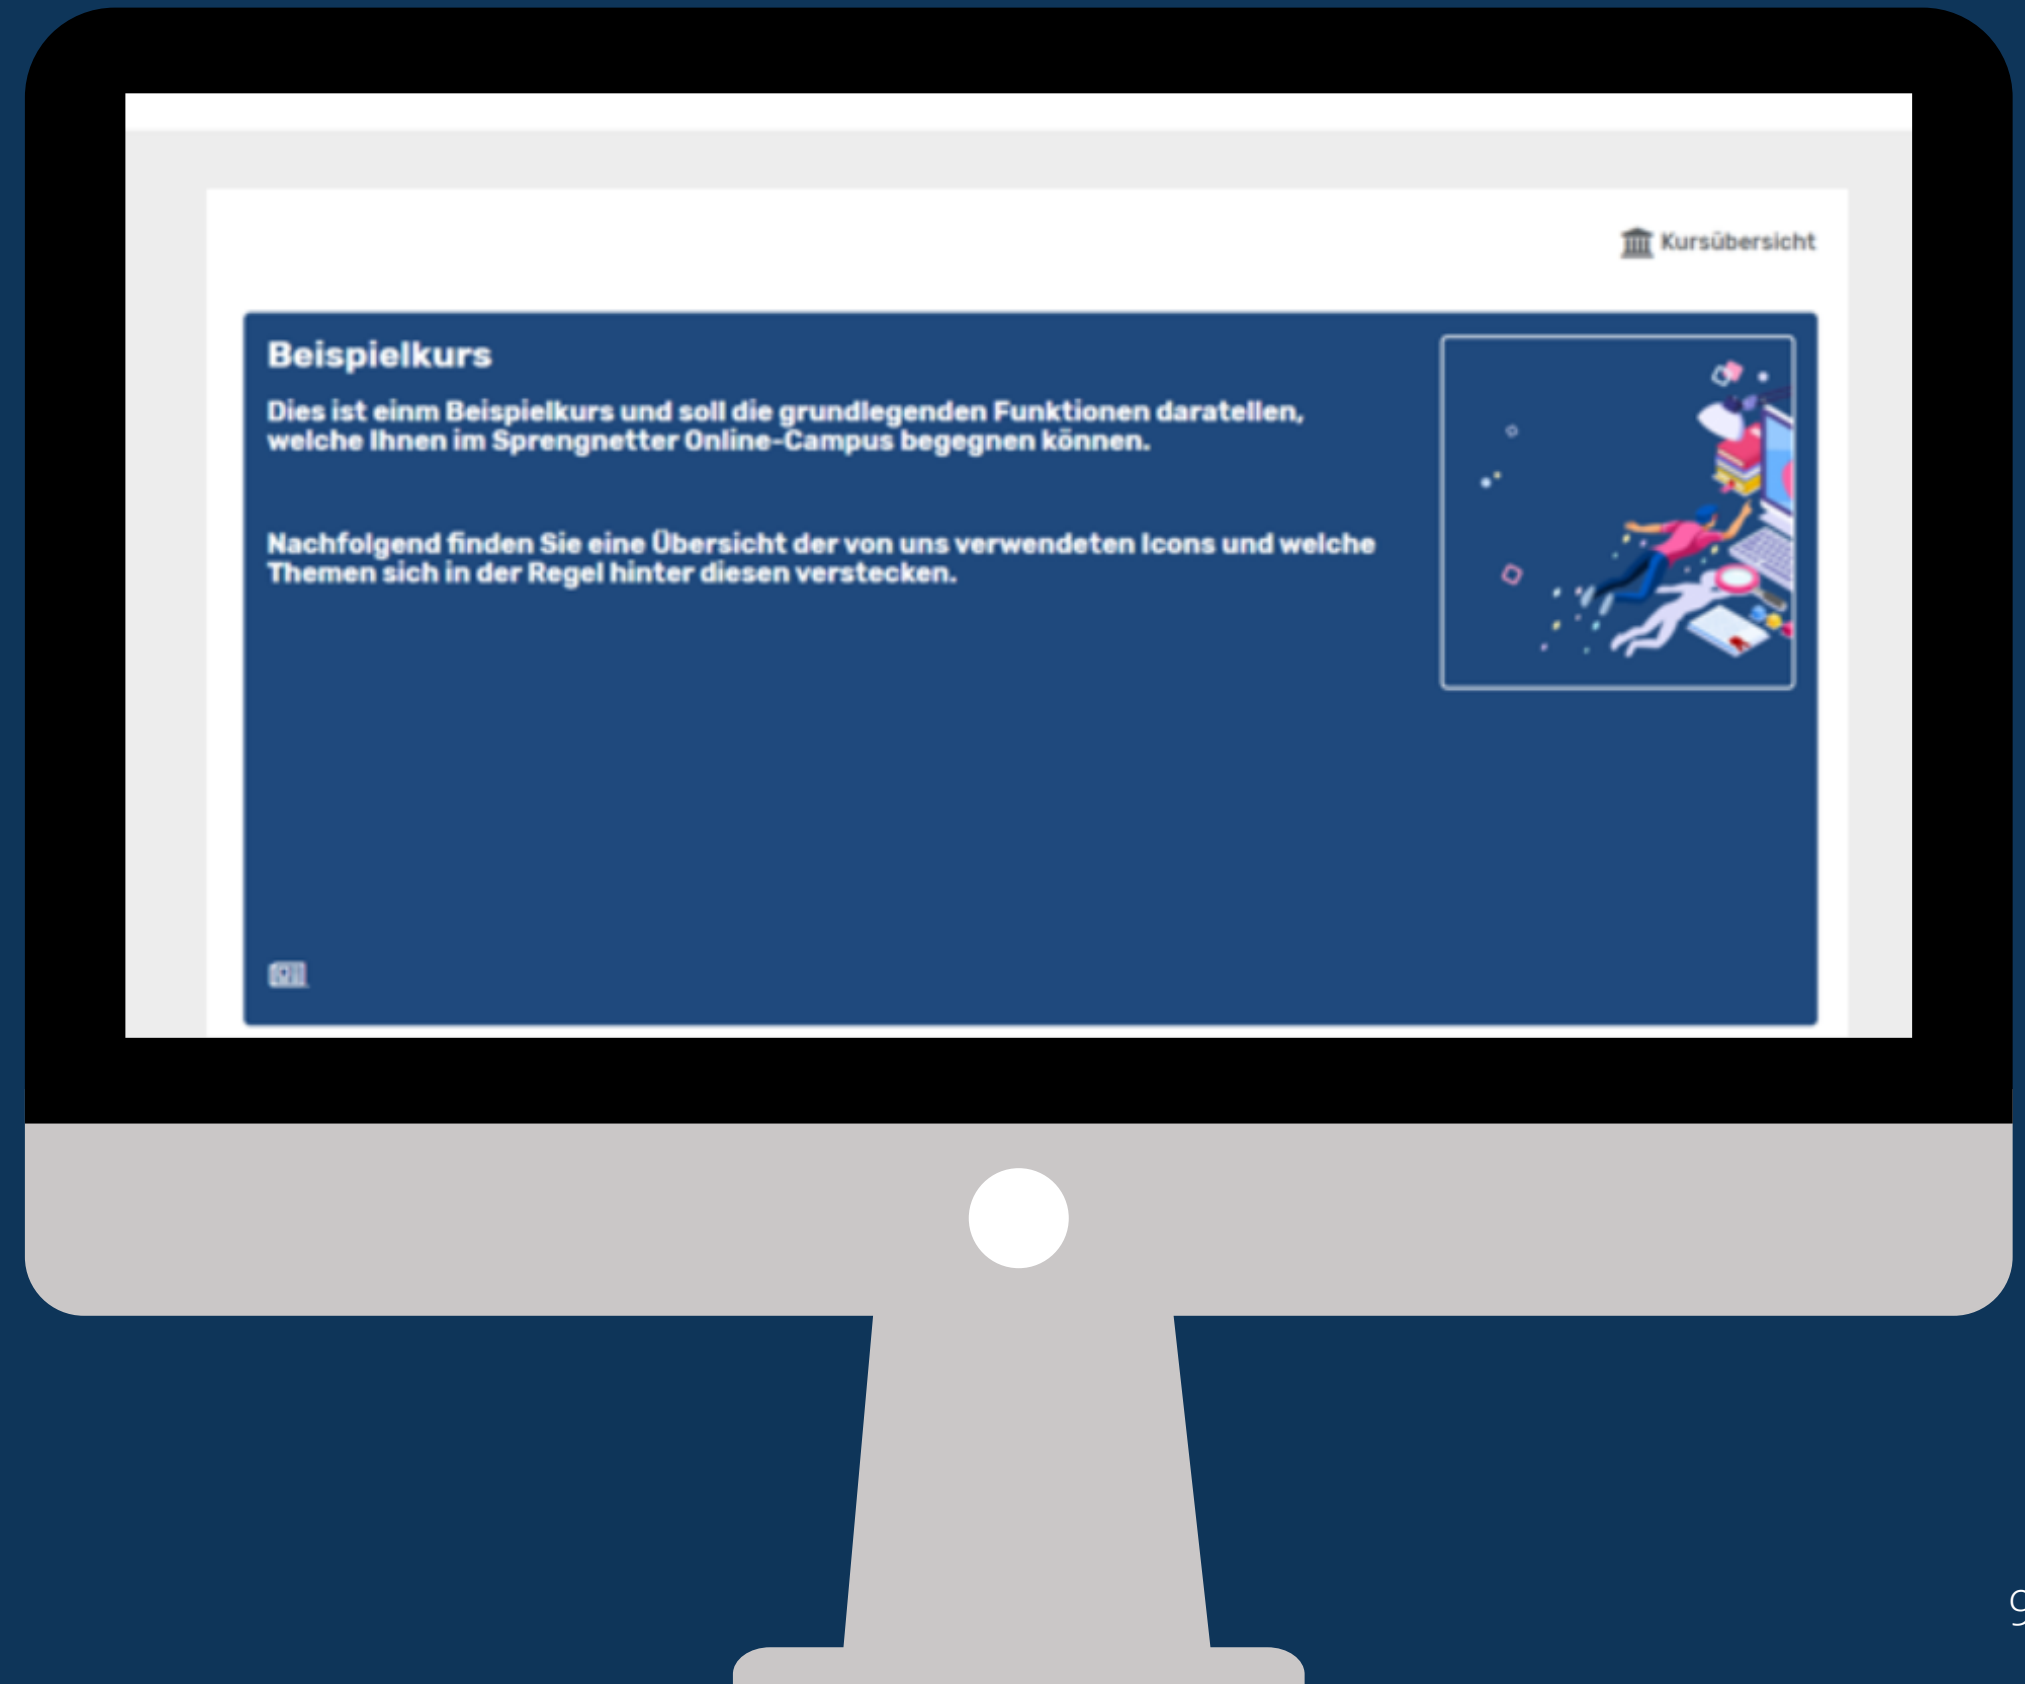 Kursübersicht
Beispielkurs
Dies ist einm Beispielkurs und soll die grundlegenden Funktionen daratellen,
welche Ihnen im Sprengnetter Online-Campus begegnen können.
Nachfolgend finden Sie eine Übersicht der von uns verwendeten Icons und welche
Themen sich in der Regel hinter diesen verstecken.
9